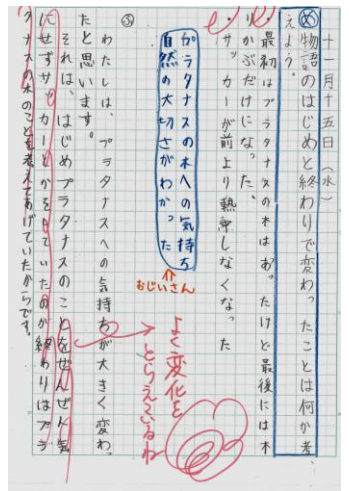 十一月十五日(水)
め 物語のはじめと終わりで変わったことは何か考
えよう。
・最初はプラタナスの木はあったけど最後には木
りかぶだけになった。
・サッカーが前より熱中しなくなった
プラタナスの木への気持ち
自然の大切さがわかった
おじいさん
よく変化を
とらえているね
わたしは、プラタナスへの気持ちが大きく変わっ
たと思います。
それは、はじめプラタナスのことをぜんぜん気
にせずサッカーとかをしていたのが終わりはプラ
タナスの木のことを考えてあげていたからです。